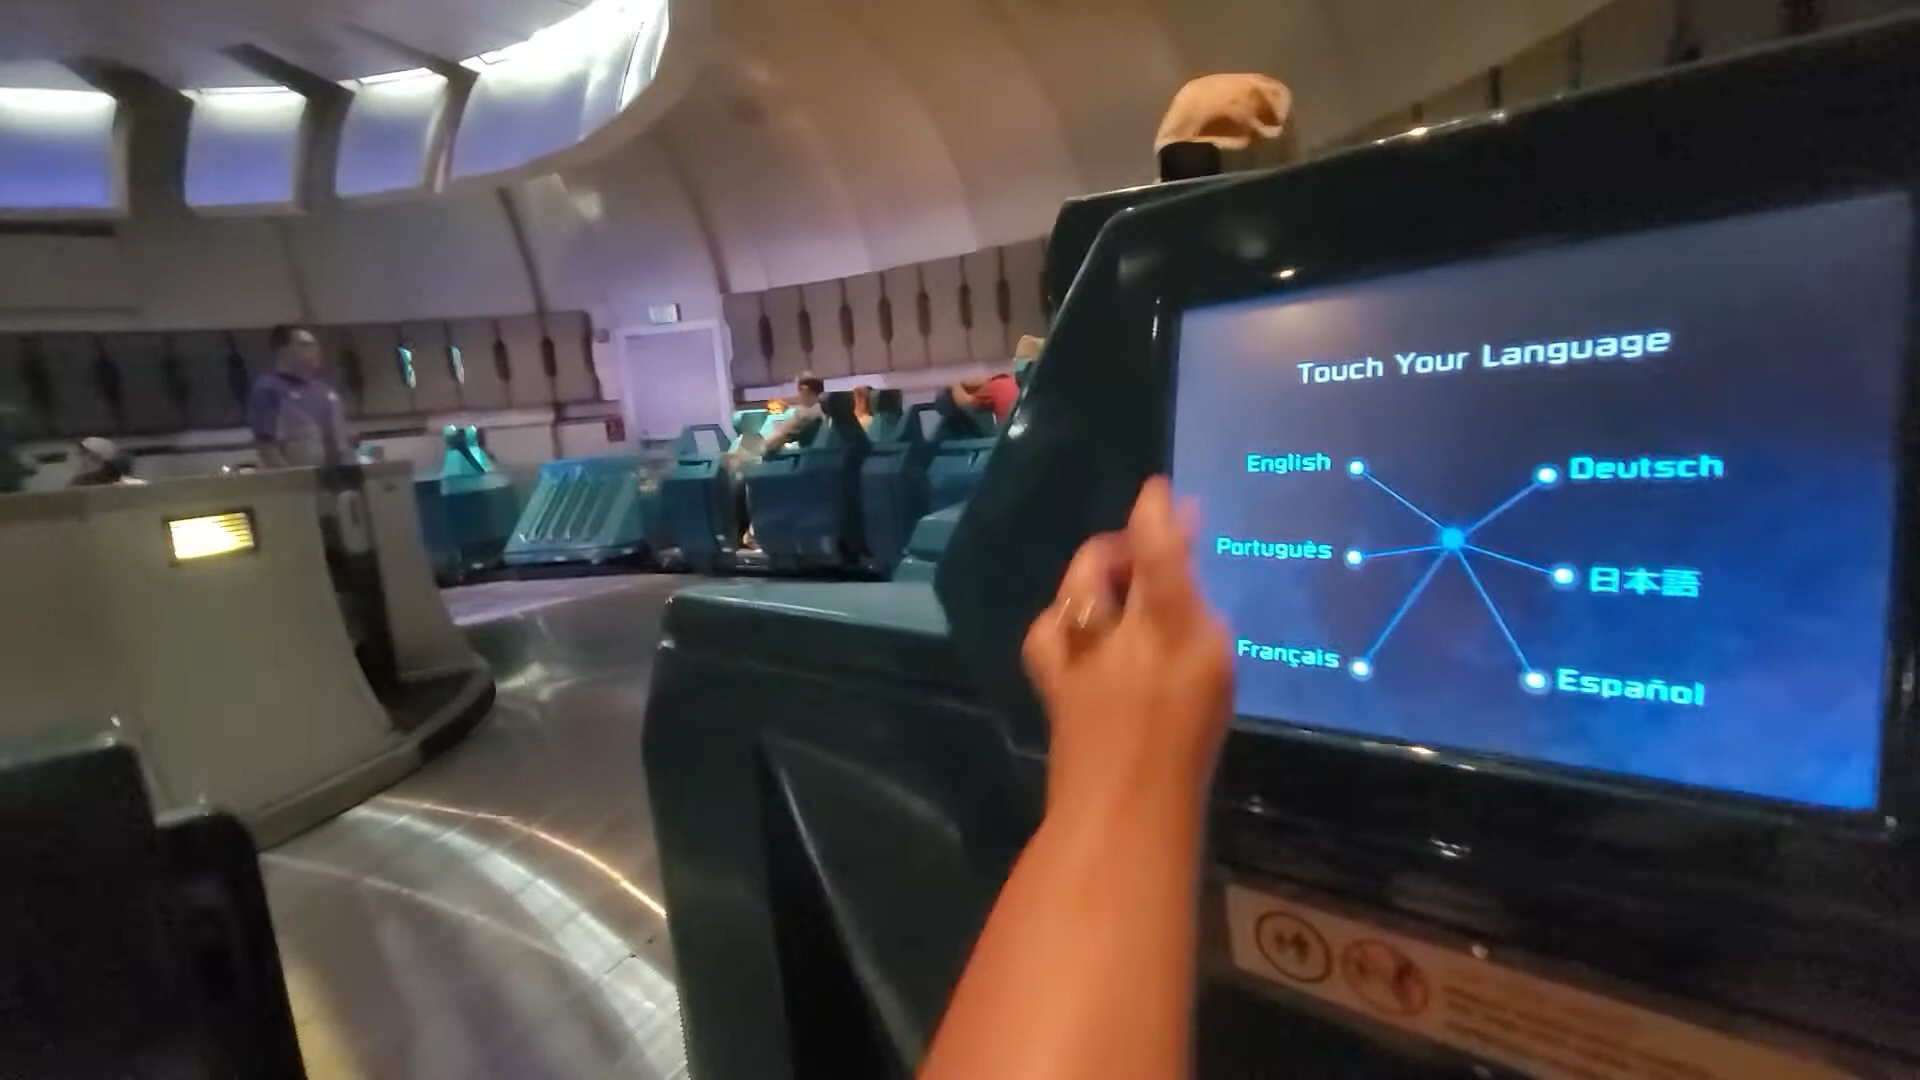 Touch Your Language
English
Deutsch
Português
日本語
Français
Español